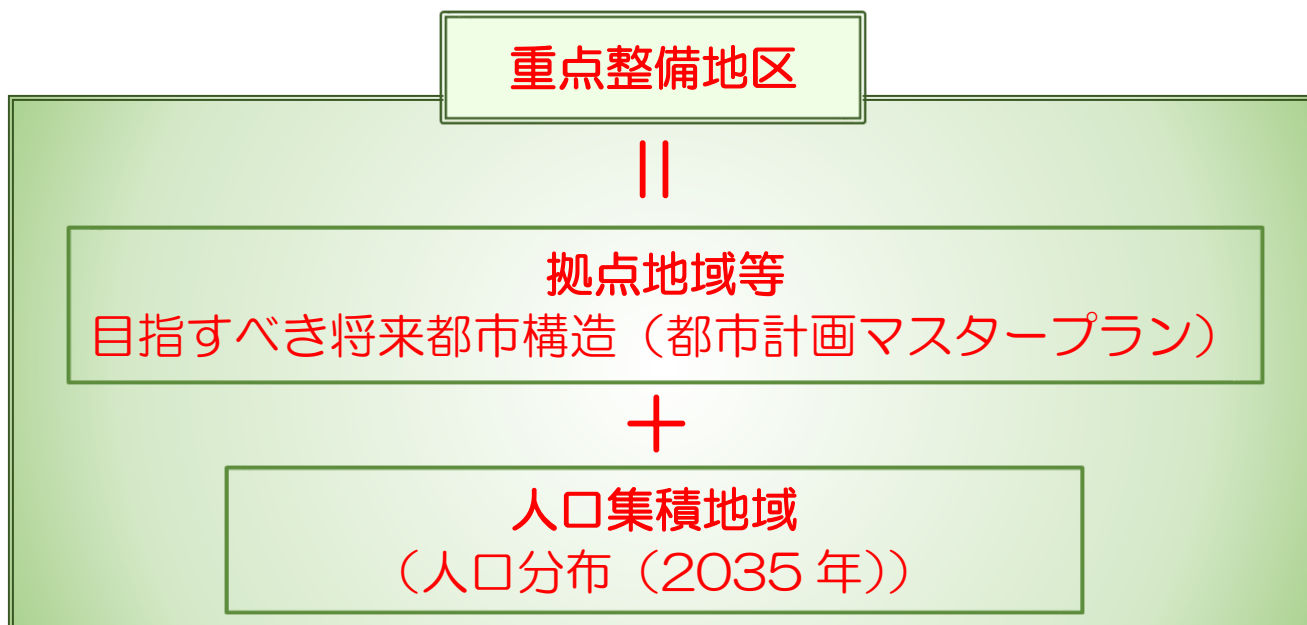 重点整備地区
||
拠点地域等
目指すべき将来都市構造（都市計画マスタープラン）
＋
人口集積地域
（人口分布（2035年））